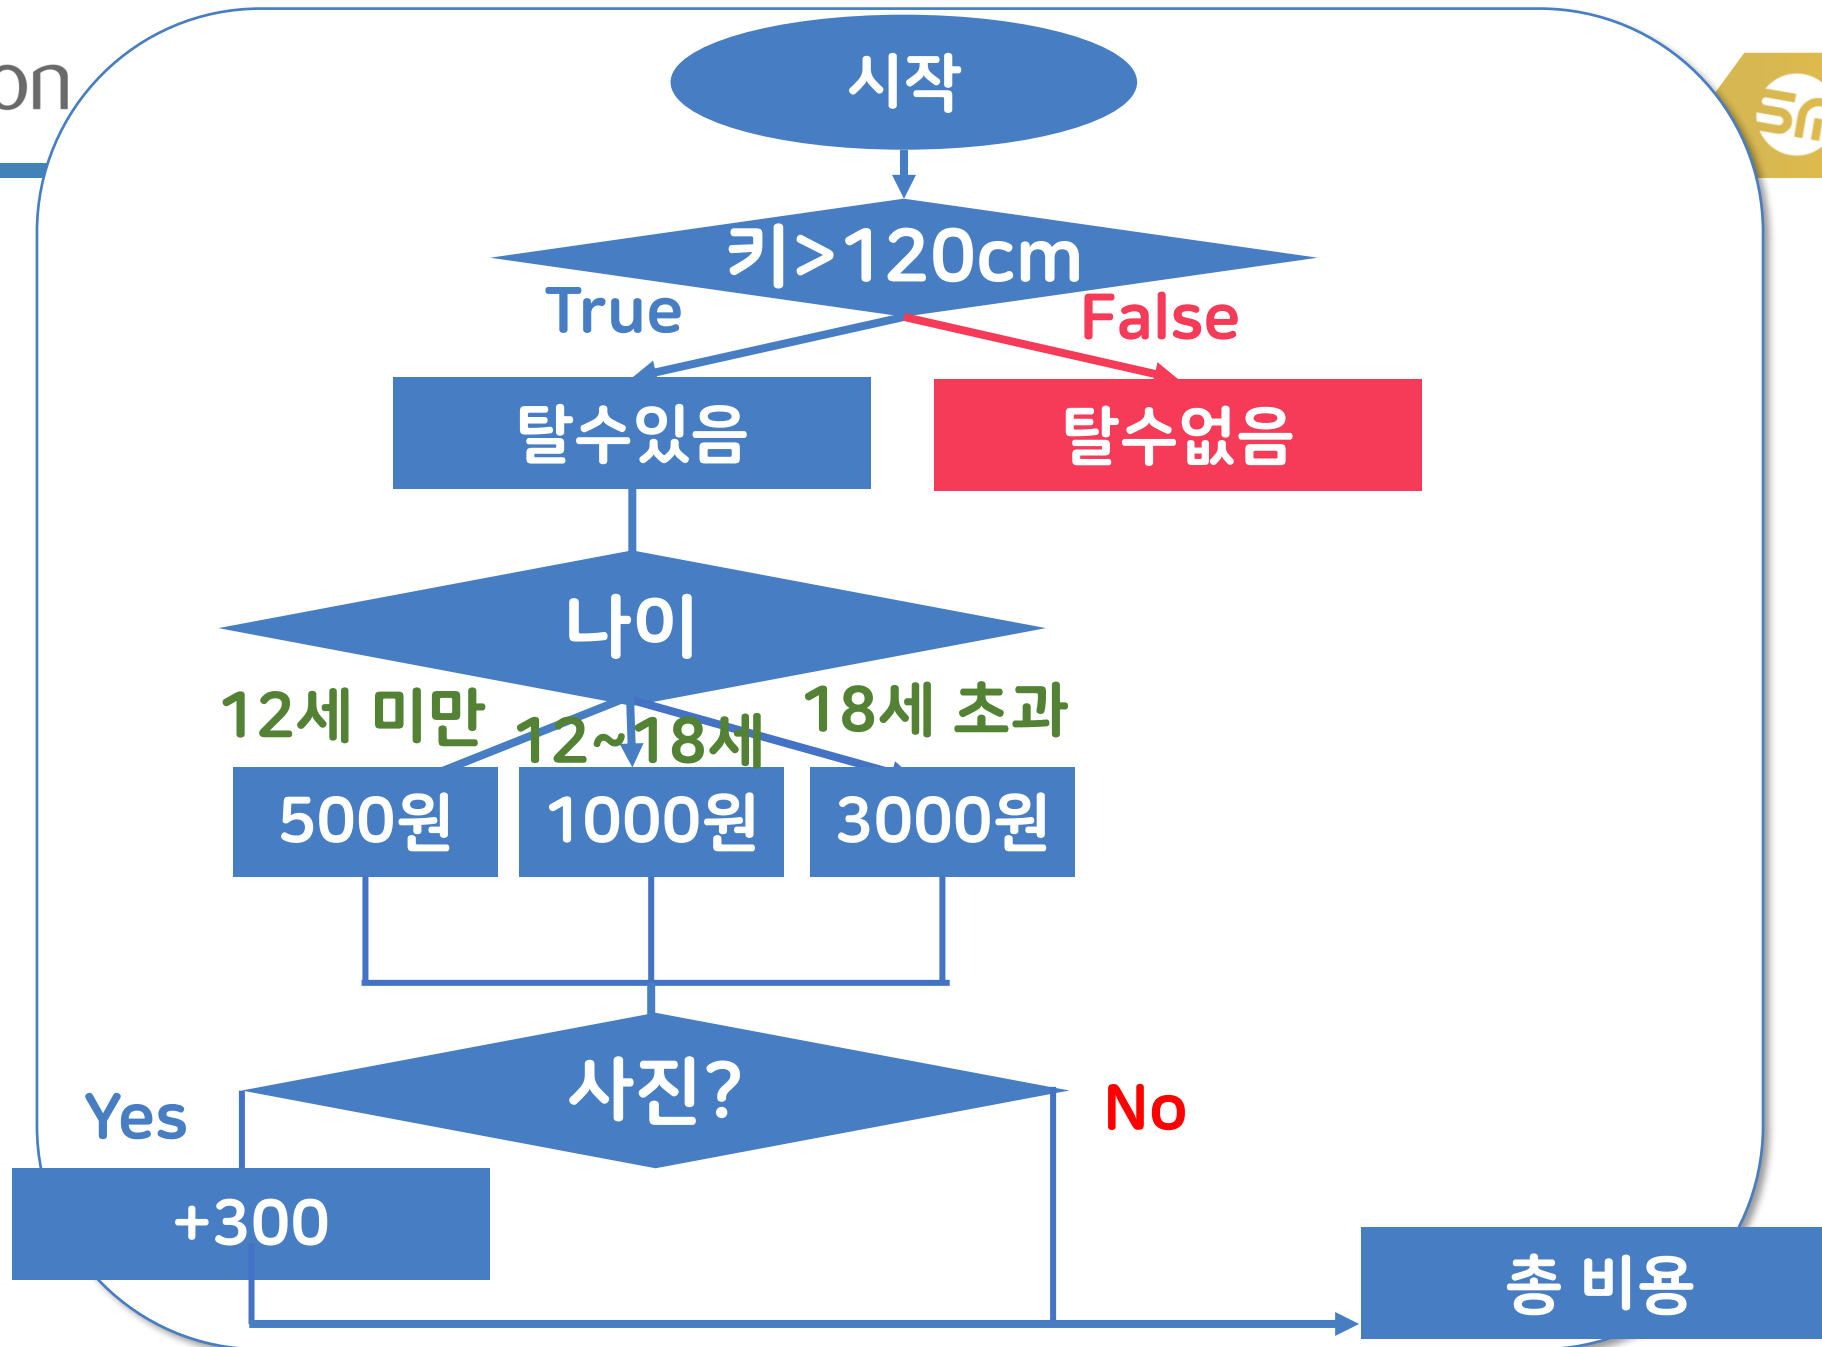 on
시작
키>120cm
True
False
탈수있음
탈수없음
나이
12세 미만
12~18세
18세 초과
500원
1000원
3000원
사진?
Yes
No
+300
총 비용